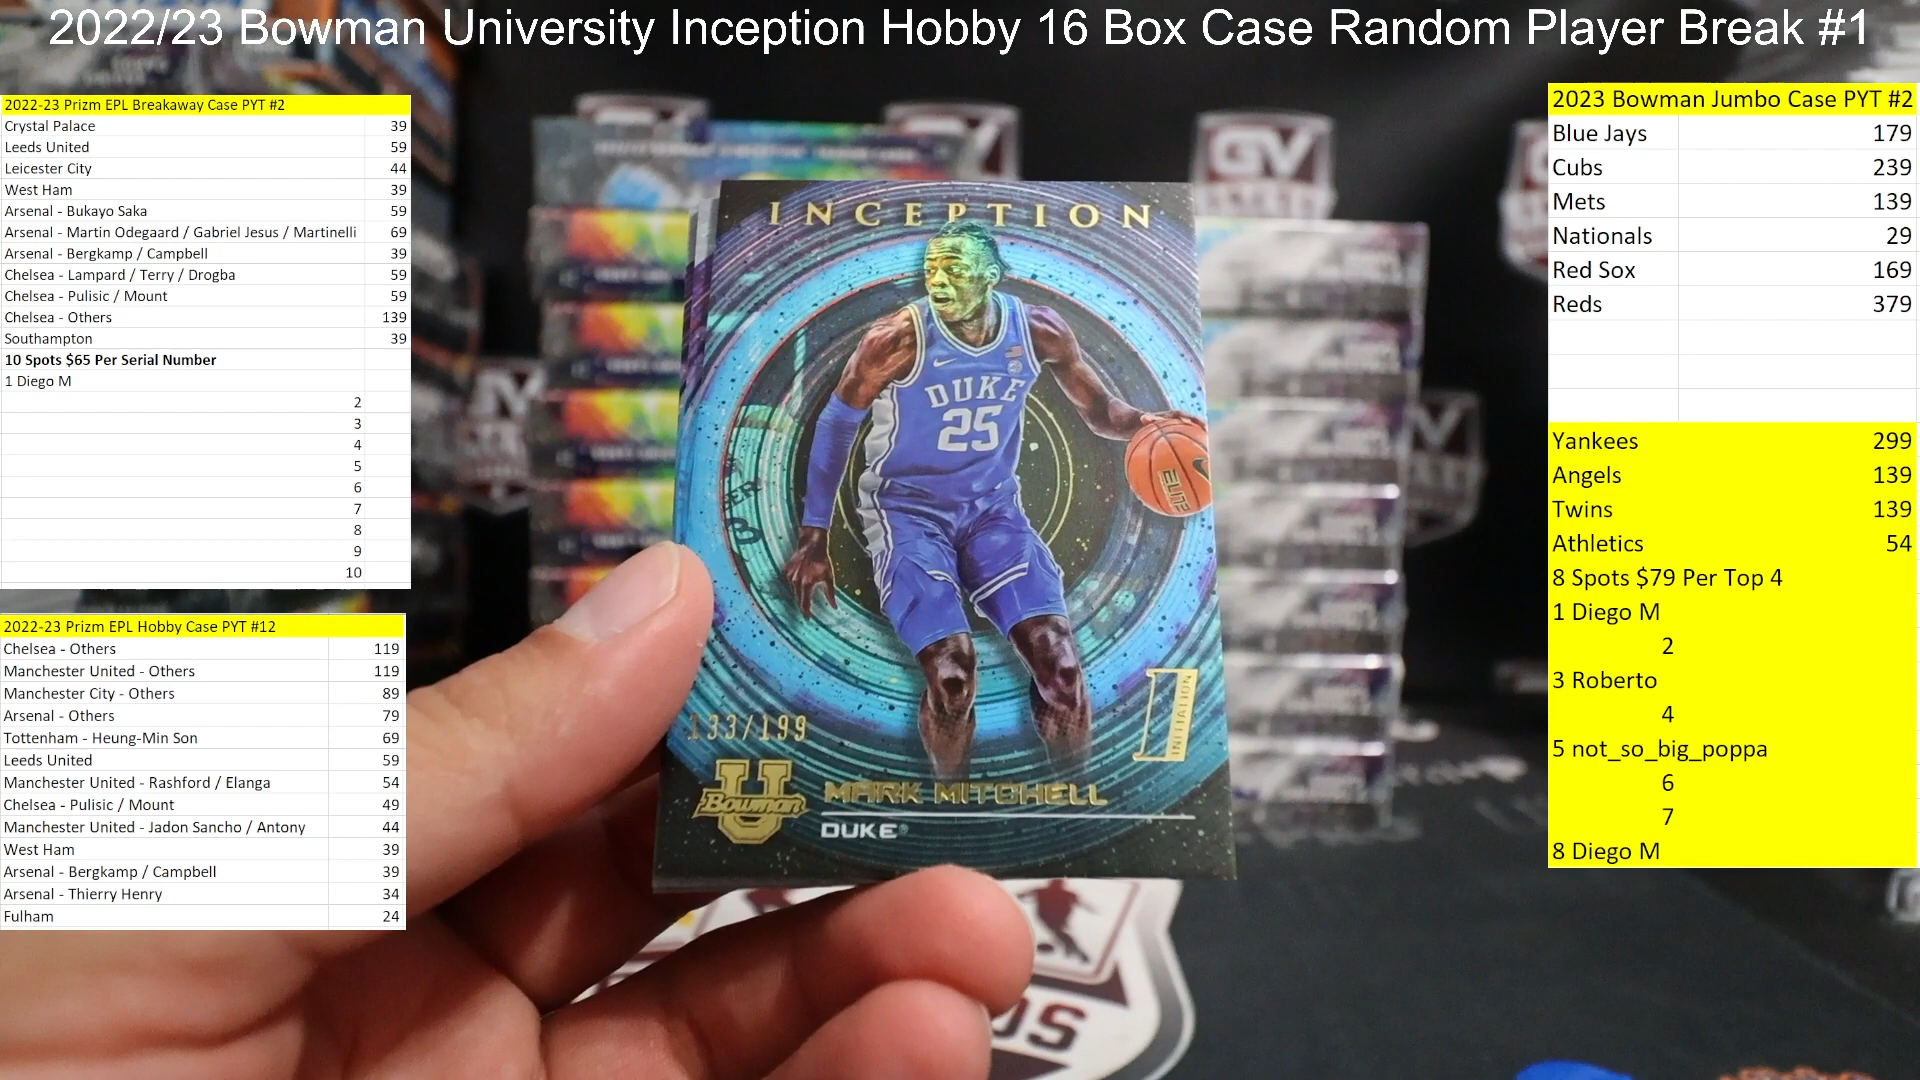 2022/23 Bowman University Inception Hobby 16 Box Case Random Player Break #1
2022-23 Prizm EPL Breakaway Case PYT #2
Crystal Palace 39
Leeds United 59
Leicester City 44
West Ham 39
Arsenal - Bukayo Saka 59
Arsenal - Martin Odegaard / Gabriel Jesus / Martinelli 69
Arsenal - Bergkamp / Campbell 39
Chelsea - Lampard / Terry / Drogba 59
Chelsea - Pulisic / Mount 59
Chelsea - Others 139
Southampton 39
10 Spots $65 Per Serial Number
1 Diego M
2
3
4
5
6
7
8
9
10
2022-23 Prizm EPL Hobby Case PYT #12
Chelsea - Others 119
Manchester United - Others 119
Manchester City - Others 89
Arsenal - Others 79
Tottenham - Heung-Min Son 69
Leeds United 59
Manchester United - Rashford / Elanga 54
Chelsea - Pulisic / Mount 49
Manchester United - Jadon Sancho / Antony 44
West Ham 39
Arsenal - Bergkamp / Campbell 39
Arsenal - Thierry Henry 34
Fulham 24
INCEPTION
DUKE
25
ELITE
133/199
1
INITIATION
U
Bowman
MARK MITCHELL
DUKE
GV
2023 Bowman Jumbo Case PYT #2
Blue Jays 179
Cubs 239
Mets 139
Nationals 29
Red Sox 169
Reds 379
Yankees 299
Angels 139
Twins 139
Athletics 54
8 Spots $79 Per Top 4
1 Diego M
2
3 Roberto
4
5 not_so_big_poppa
6
7
8 Diego M